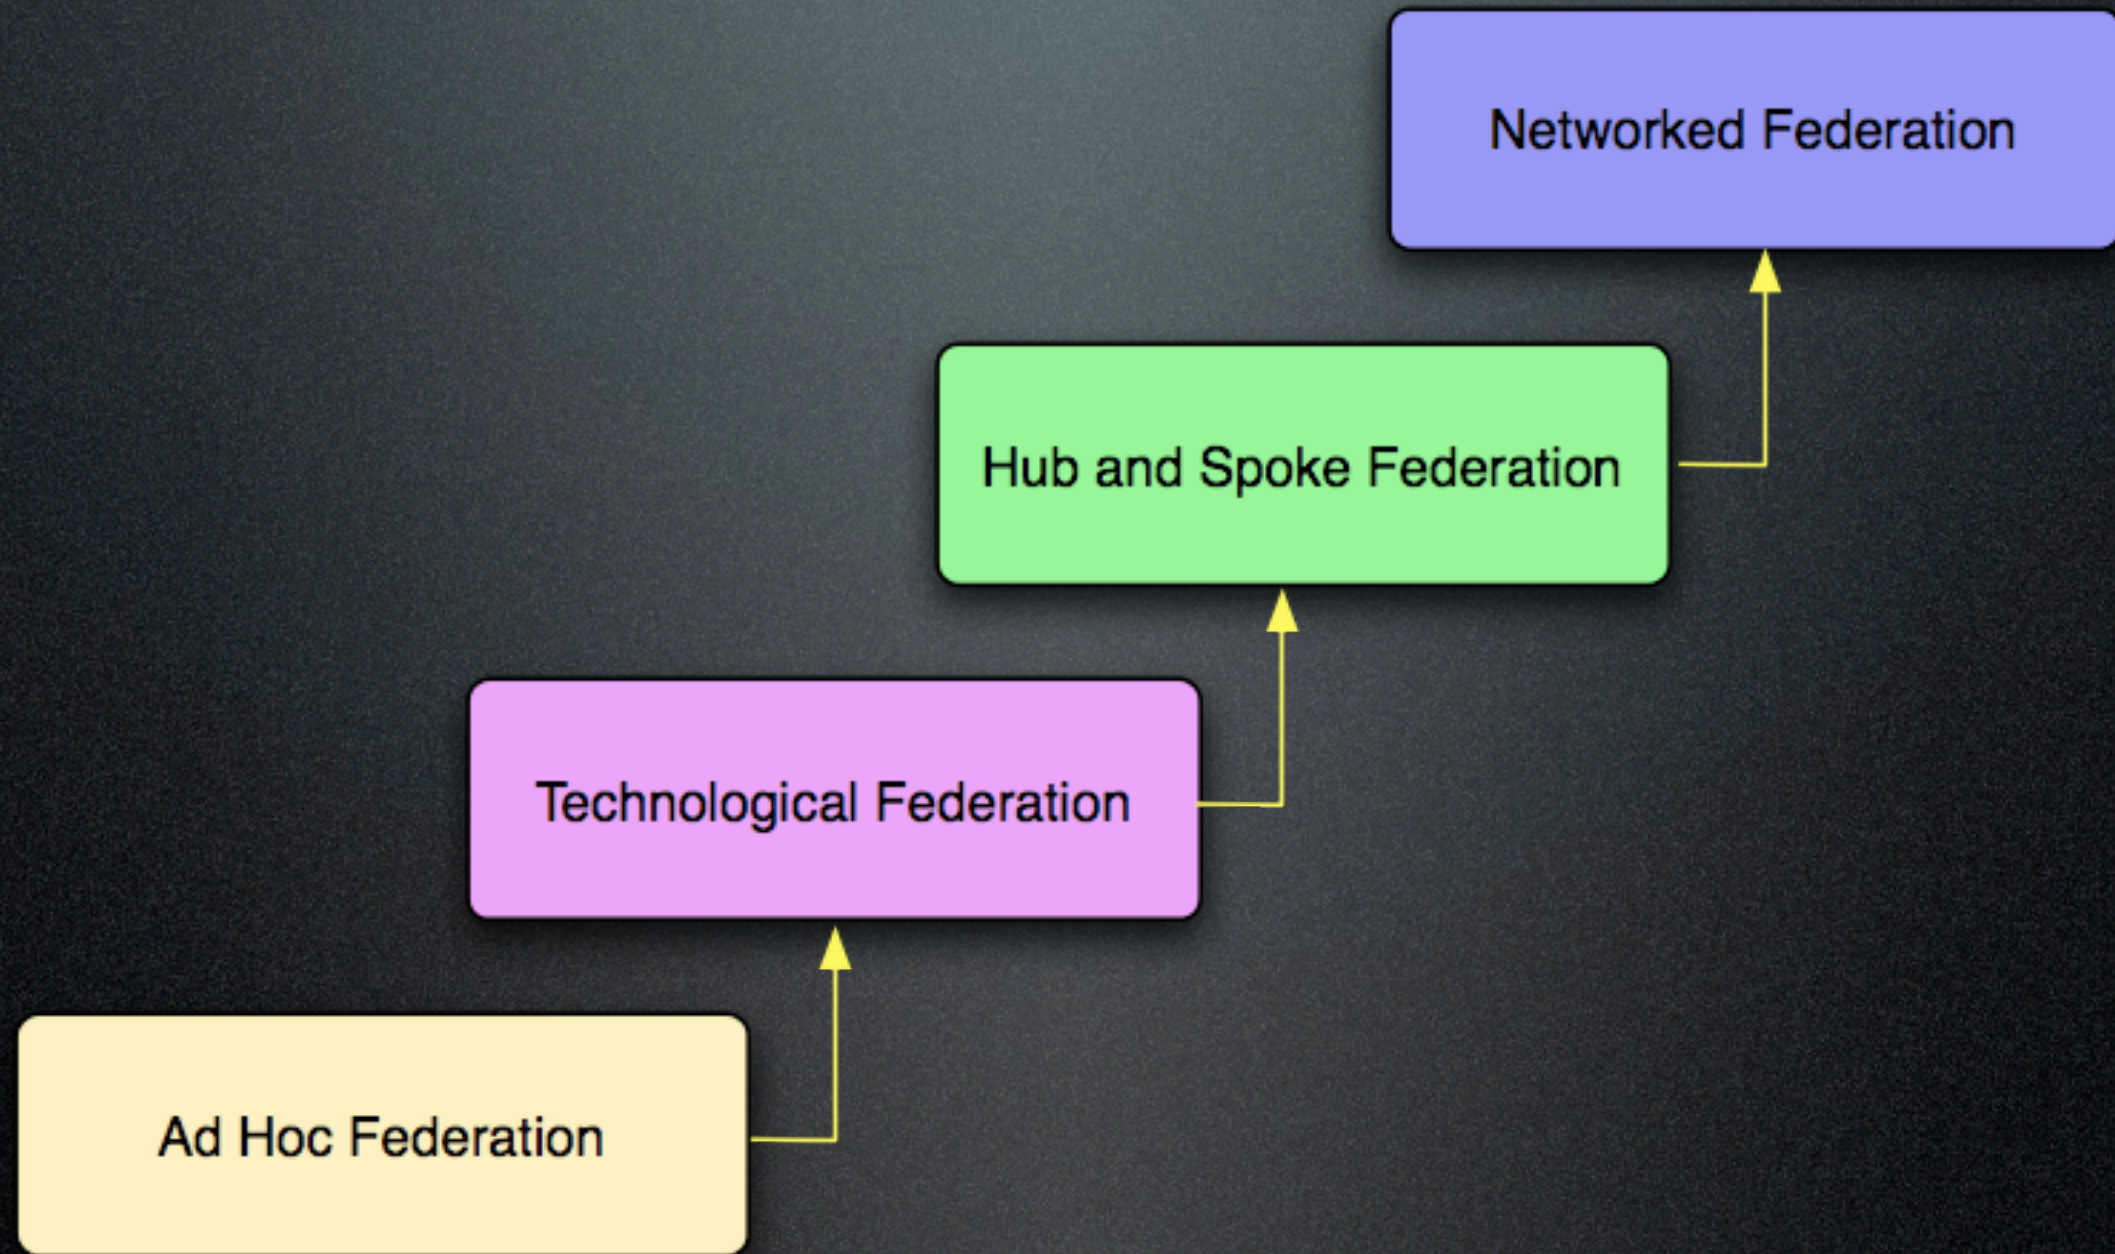 Networked Federation
Hub and Spoke Federation
Technological Federation
Ad Hoc Federation